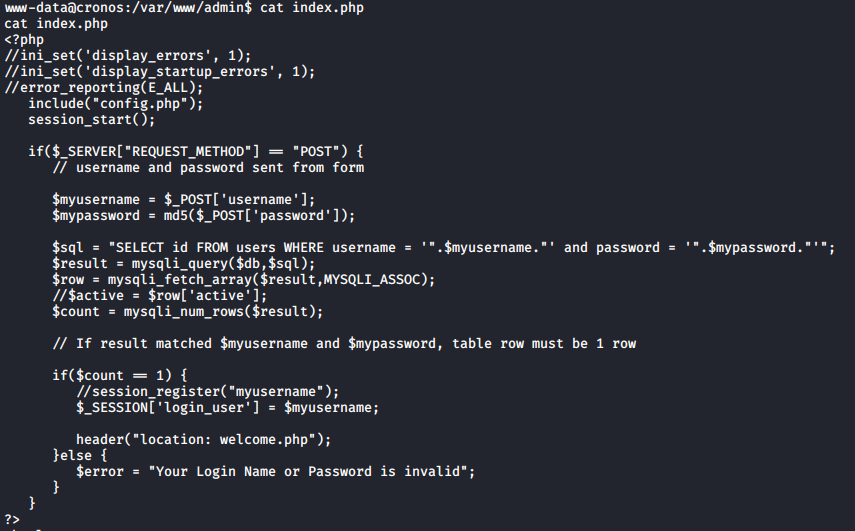 www-data@cronos:/var/www/admin$ cat index.php
cat index.php
<?php
//ini_set('display_errors', 1);
//ini_set('display_startup_errors', 1);
//error_reporting(E_ALL);
   include("config.php");
   session_start();

   if($_SERVER["REQUEST_METHOD"] == "POST") {
      // username and password sent from form

      $myusername = $_POST['username'];
      $mypassword = md5($_POST['password']);

      $sql = "SELECT id FROM users WHERE username = '".$myusername."' and password = '".$mypassword."'";
      $result = mysqli_query($db,$sql);
      $row = mysqli_fetch_array($result,MYSQLI_ASSOC);
      //$active = $row['active'];
      $count = mysqli_num_rows($result);

      // If result matched $myusername and $mypassword, table row must be 1 row

      if($count == 1) {
         //session_register("myusername");
         $_SESSION['login_user'] = $myusername;

         header("location: welcome.php");
      }else {
         $error = "Your Login Name or Password is invalid";
      }
   }
?>